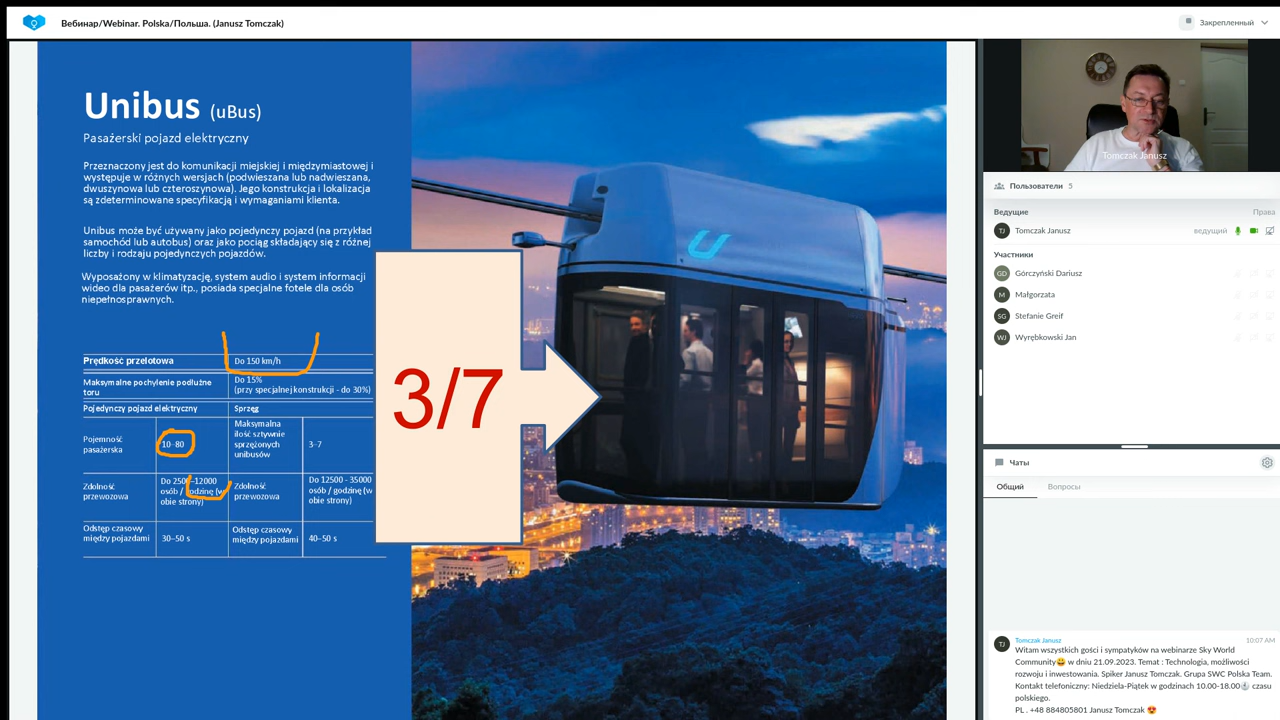 Вебинар/Webinar. Polska/Польша. (Janusz Tomczak)
Закрепленный
Unibus (uBus)
Pasażerski pojazd elektryczny
Przeznaczony jest do komunikacji miejskiej i międzymiastowej i
występuje w różnych wersjach (podwieszana lub nadwieszana,
dwuszynowa lub czteroszynowa). Jego konstrukcja i lokalizacja
są zdeterminowane specyfikacją i wymaganiami klienta.
Unibus może być używany jako pojedynczy pojazd (na przykład
samochód lub autobus) oraz jako pociąg składający się z różnej
liczby i rodzaju pojedynczych pojazdów.
Wyposażony w klimatyzację, system audio i system informacji
wideo dla pasażerów itp., posiada specjalne fotele dla osób
niepełnosprawnych.
Prędkość przelotowa
Do 150 km/h
Maksymalne pochylenie podłużne
toru
Do 15%
(przy specjalnej konstrukcji - do 30%)
Pojedynczy pojazd elektryczny
Sprzęg
Pojemność
pasażerska
10–80
Maksymalna
ilość sztywnie
sprzężonych
unibusów
3–7
Zdolność
przewozowa
Do 2500–12000
osób / godzinę (w
obie strony)
Zdolność
przewozowa
Do 12500 - 35000
osób / godzinę (w
obie strony)
Odstęp czasowy
między pojazdami
30–50 s
Odstęp czasowy
między pojazdami
40–50 s
3/7
U
Tomczak Janusz
Пользователи 5
Ведущие
Права
TJ Tomczak Janusz ведущий
Участники
GD Górczyński Dariusz
M Małgorzata
SG Stefanie Greif
WJ Wyrębkowski Jan
Чаты
Общий Вопросы
TJ Tomczak Janusz 10:07 AM
Witam wszystkich gości i sympatyków na webinarze Sky World
Community😀 w dniu 21.09.2023. Temat : Technologia, możliwości
rozwoju i inwestowania. Spiker Janusz Tomczak. Grupa SWC Polska Team.
Kontakt telefoniczny: Niedziela-Piątek w godzinach 10.00-18.00 czasu
polskiego.
PL . +48 884805801 Janusz Tomczak 😍